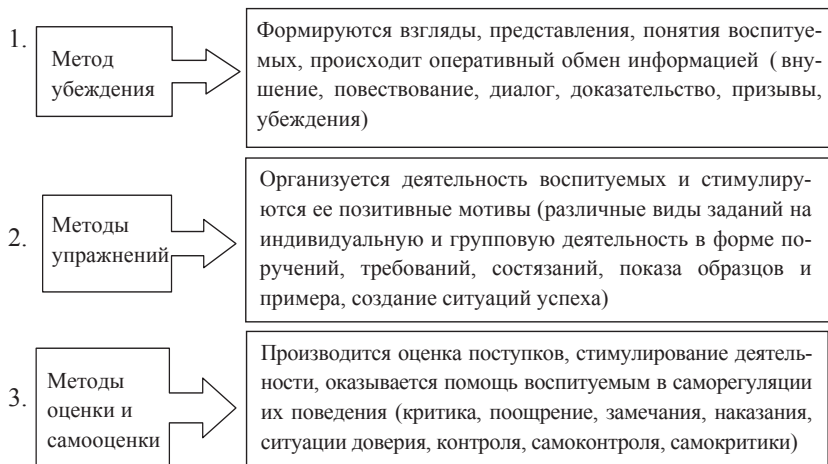 1.
Метод
убеждения
Формируются взгляды, представления, понятия воспитуе-
мых, происходит оперативный обмен информацией ( вну-
шение, повествование, диалог, доказательство, призывы,
убеждения)
2.
Методы
упражнений
Организуется деятельность воспитуемых и стимулиру-
ются ее позитивные мотивы (различные виды заданий на
индивидуальную и групповую деятельность в форме по-
ручений, требований, состязаний, показа образцов и
примера, создание ситуаций успеха)
3.
Методы
оценки и
самооценки
Производится оценка поступков, стимулирование деятель-
ности, оказывается помощь воспитуемым в саморегуляции
их поведения (критика, поощрение, замечания, наказания,
ситуации доверия, контроля, самоконтроля, самокритики)